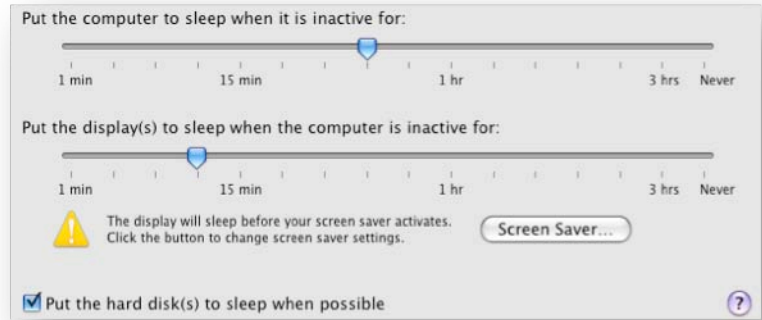 Put the computer to sleep when it is inactive for:
1 min 15 min 1 hr 3 hrs Never
Put the display(s) to sleep when the computer is inactive for:
1 min 15 min 1 hr 3 hrs Never
The display will sleep before your screen saver activates.
Click the button to change screen saver settings.
Screen Saver...
Put the hard disk(s) to sleep when possible
?